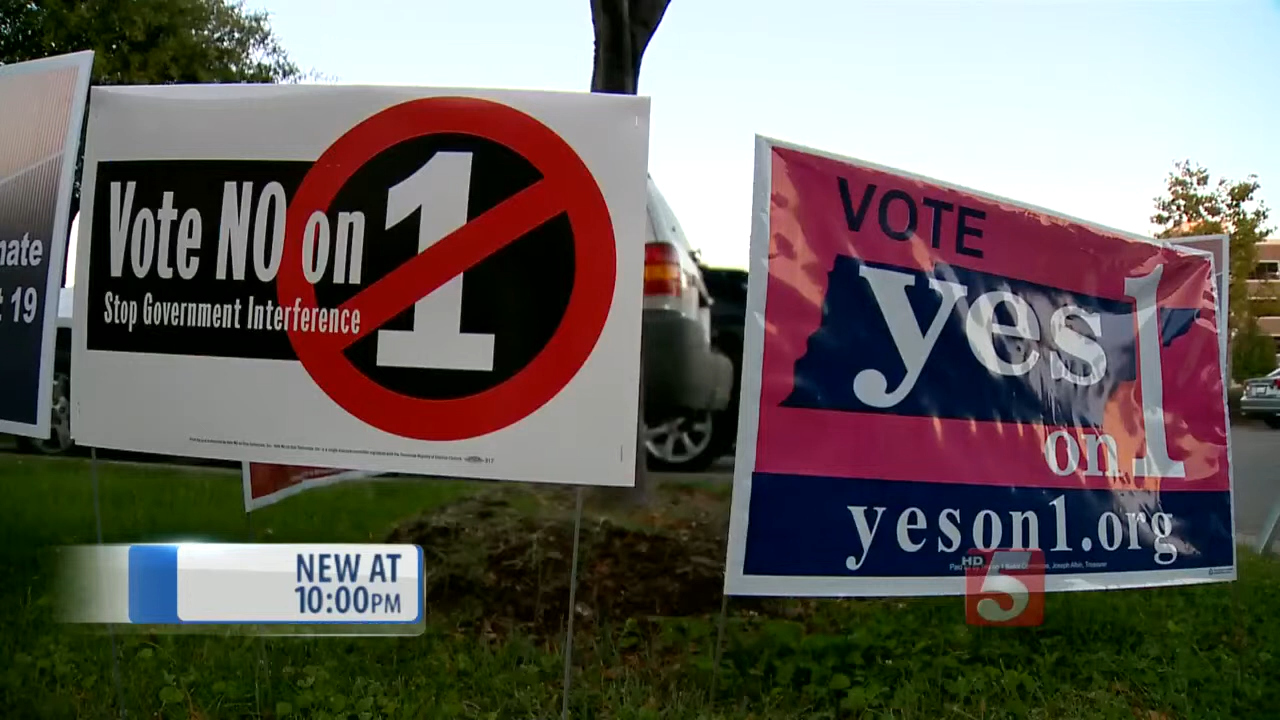 nate
t 19
Vote NO on 1
Stop Government Interference
VOTE
yes
on 1
yeson1.org
HD
5
NEW AT
10:00PM